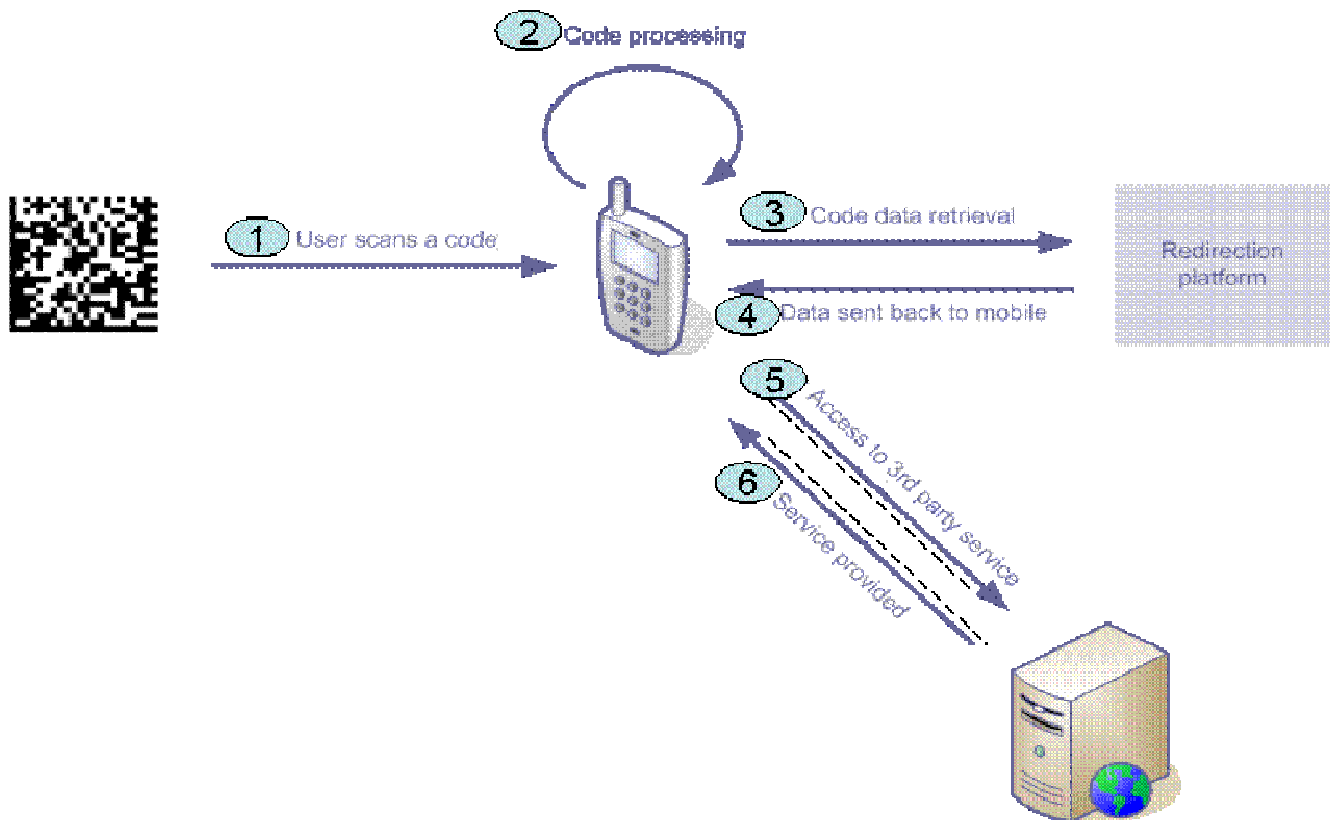 2 Code processing
1 User scans a code
3 Code data retrieval
Redirection
platform
4 Data sent back to mobile
5 Access to 3rd party service
6 Service provided